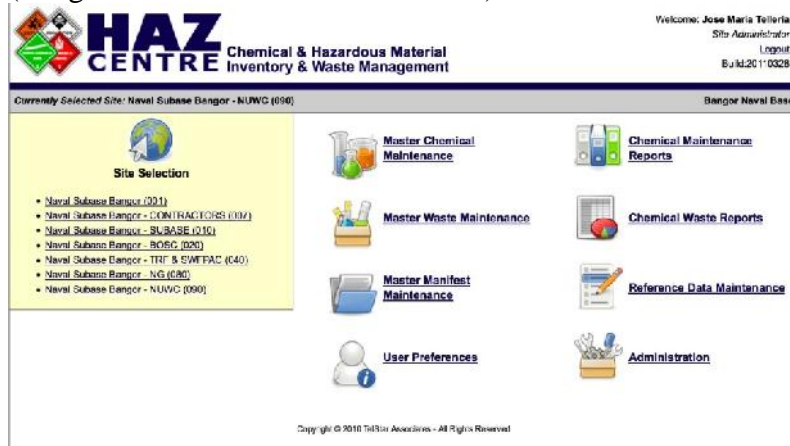 HAZ
CENTRE
Chemical & Hazardous Material
Inventory & Waste Management
Welcome: Jose Maria Telleria
Site Administrator
Logout
Build:20110328
Currently Selected Site: Naval Subase Bangor - NUWC (090)
Bangor Naval Base
Site Selection
• Naval Subase Bangor (001)
• Naval Subase Bangor - CONTRACTORS (002)
• Naval Subase Bangor - SUBASE (010)
• Naval Subase Bangor - BOSC (020)
• Naval Subase Bangor - TRF & SWFPAC (040)
• Naval Subase Bangor - NG (080)
• Naval Subase Bangor - NUWC (090)
Master Chemical
Maintenance
Chemical Maintenance
Reports
Master Waste Maintenance
Chemical Waste Reports
Master Manifest
Maintenance
Reference Data Maintenance
User Preferences
Administration
Copyright © 2010 TelStar Associates - All Rights Reserved